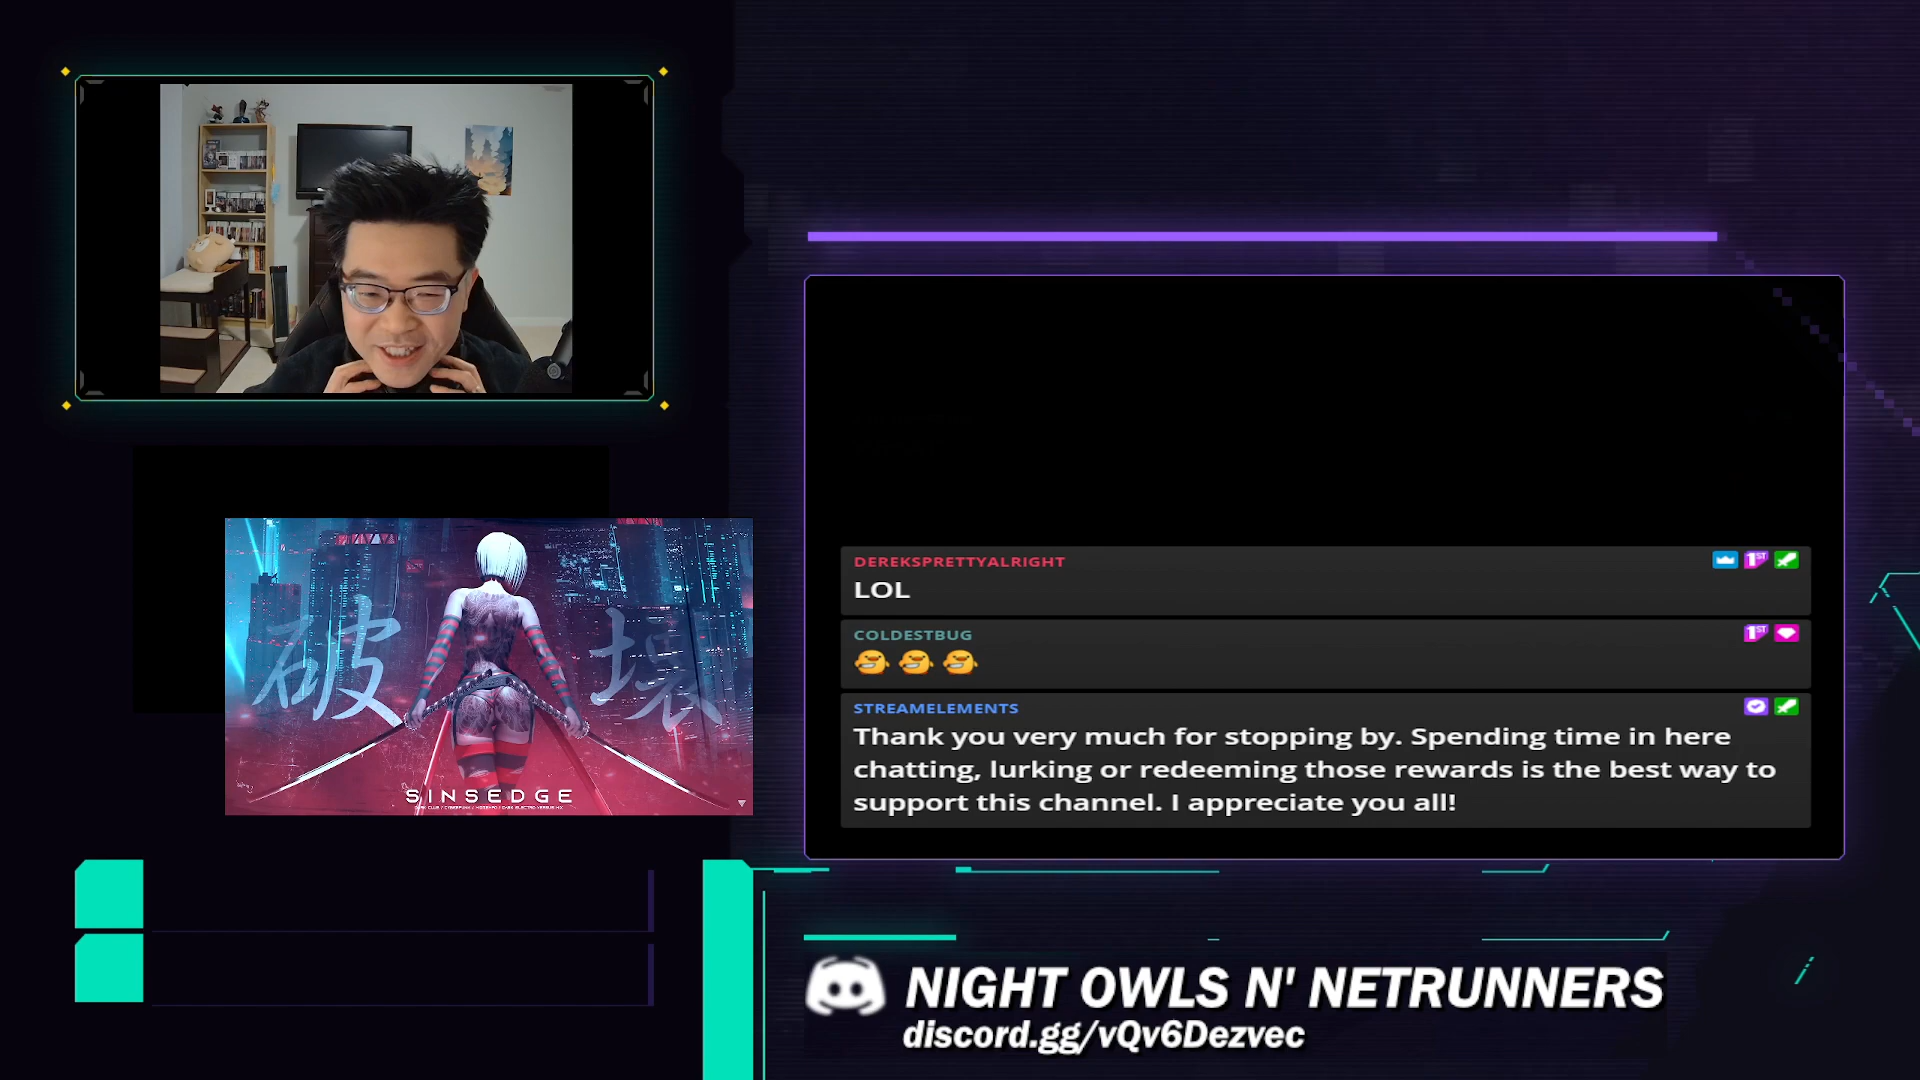 破壊
SINSEDGE
DEREKSPRETTYALRIGHT
1ST
LOL
COLDESTBUG
1ST
STREAMELEMENTS
Thank you very much for stopping by. Spending time in here
chatting, lurking or redeeming those rewards is the best way to
support this channel. I appreciate you all!
NIGHT OWLS N' NETRUNNERS
discord.gg/vQv6Dezvec